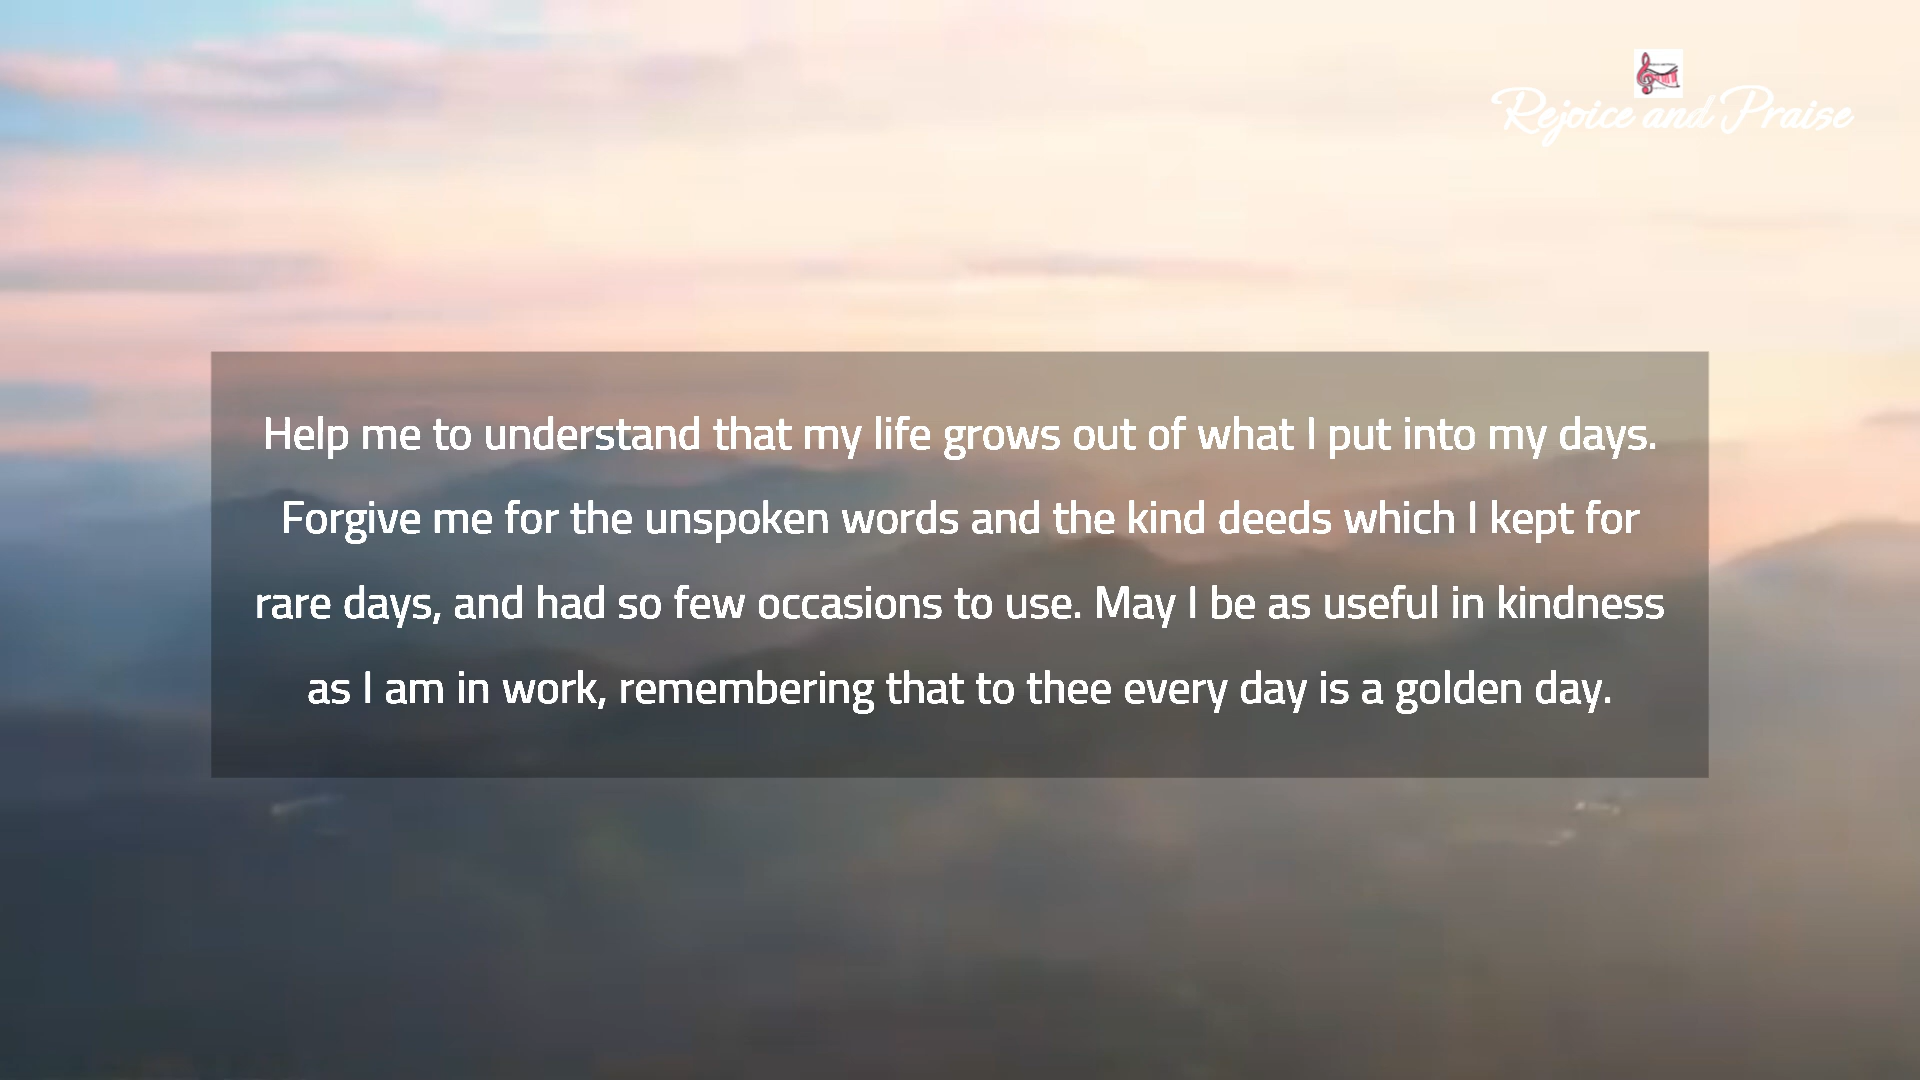 Rejoice and Praise
Help me to understand that my life grows out of what I put into my days.
Forgive me for the unspoken words and the kind deeds which I kept for
rare days, and had so few occasions to use. May I be as useful in kindness
as I am in work, remembering that to thee every day is a golden day.